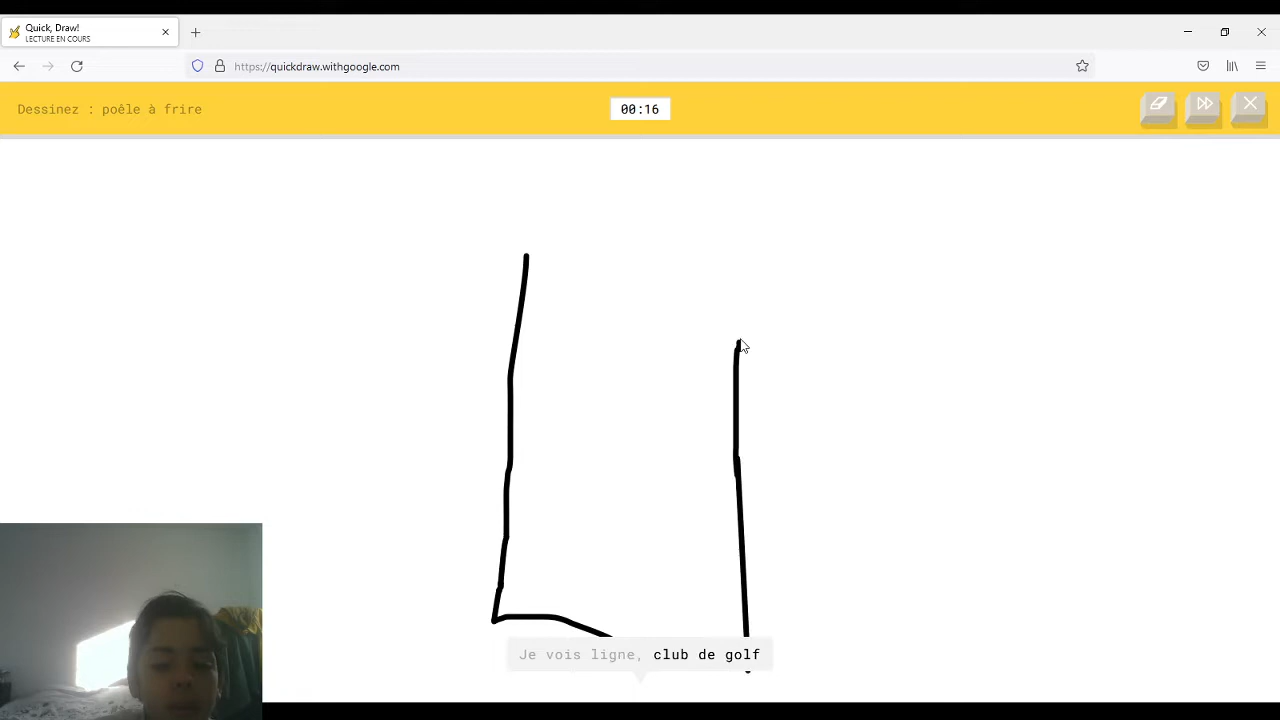 Quick, Draw!
LECTURE EN COURS
https://quickdraw.withgoogle.com
Dessinez : poêle à frire
00:16
Je vois ligne, club de golf